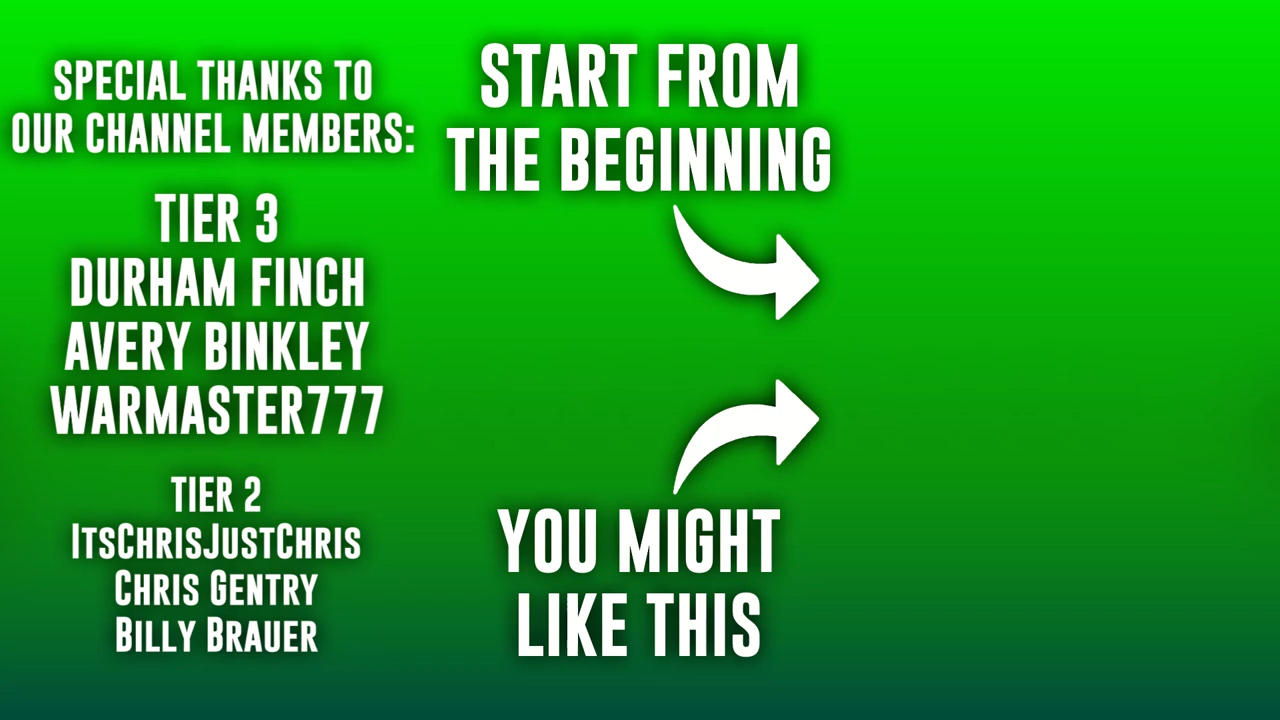 SPECIAL THANKS TO
OUR CHANNEL MEMBERS:
TIER 3
DURHAM FINCH
AVERY BINKLEY
WARMASTER777
TIER 2
ItsChrisJustChris
Chris Gentry
Billy Brauer
START FROM
THE BEGINNING
YOU MIGHT
LIKE THIS